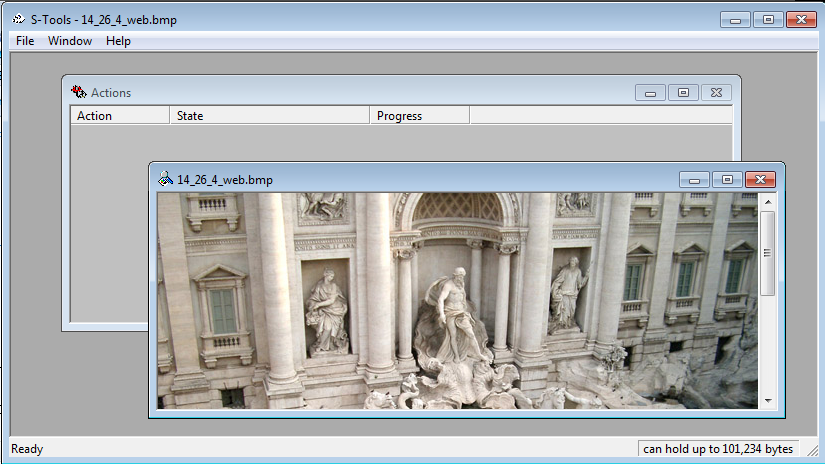 S-Tools - 14_26_4_web.bmp
File Window Help
Actions
Action State Progress
14_26_4_web.bmp
Ready can hold up to 101,234 bytes